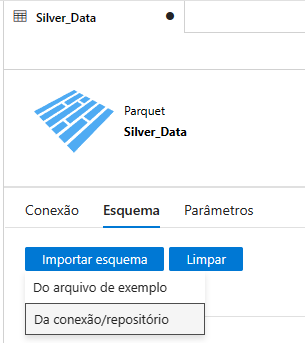 Silver_Data
Parquet
Silver_Data
Conexão Esquema Parâmetros
Importar esquema Limpar
Do arquivo de exemplo
Da conexão/repositório